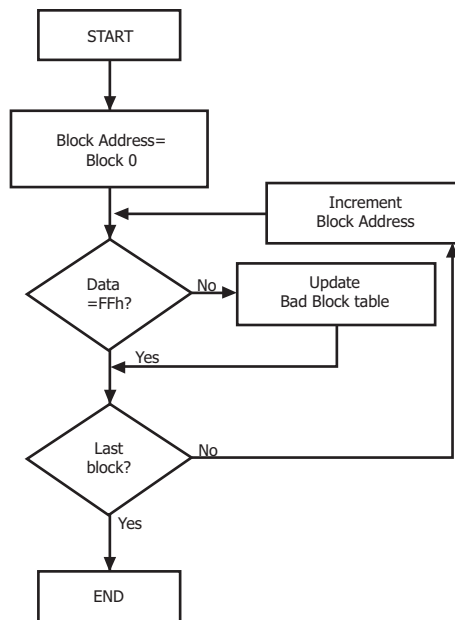 START
Block Address=
Block 0
Increment
Block Address
Data
=FFh?
No
Update
Bad Block table
Yes
Last
block?
No
Yes
END